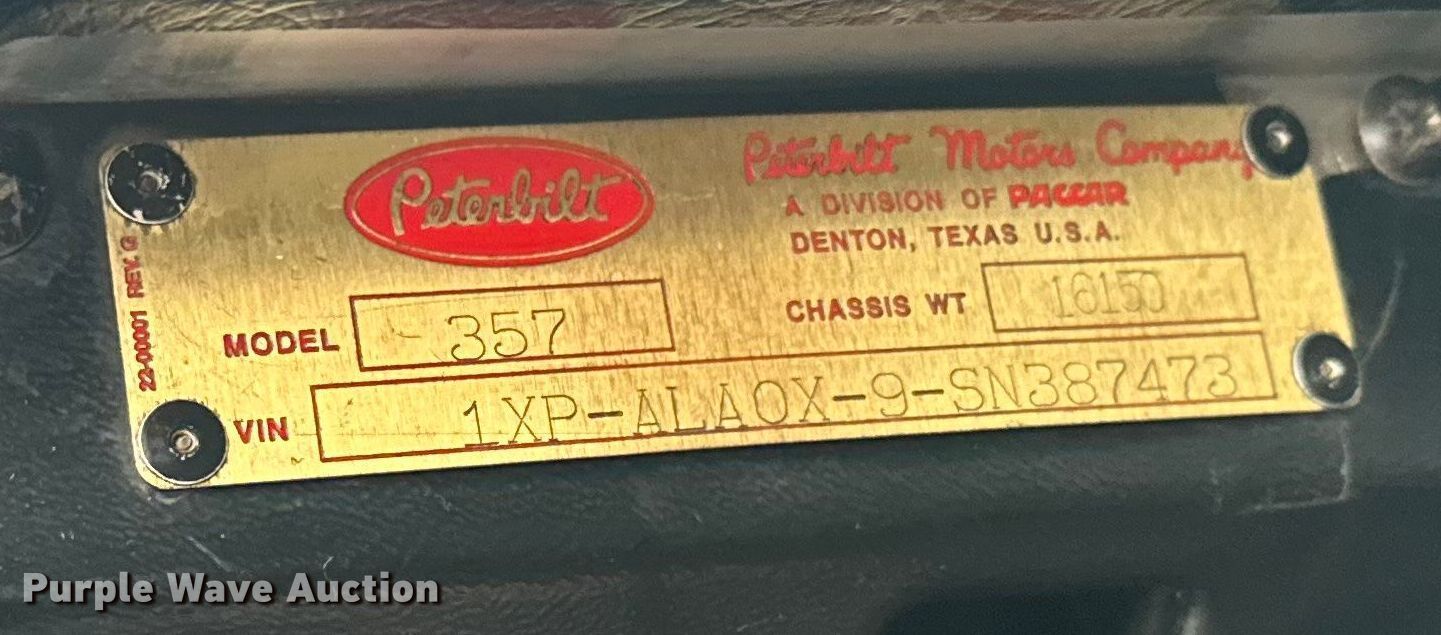 Peterbilt
Peterbilt Motors Company
A DIVISION OF PACCAR
DENTON, TEXAS U.S.A.
23-00001 REV. G
MODEL 357
CHASSIS WT 16150
VIN 1XP-ALA0X-9-SN387473
Purple Wave Auction